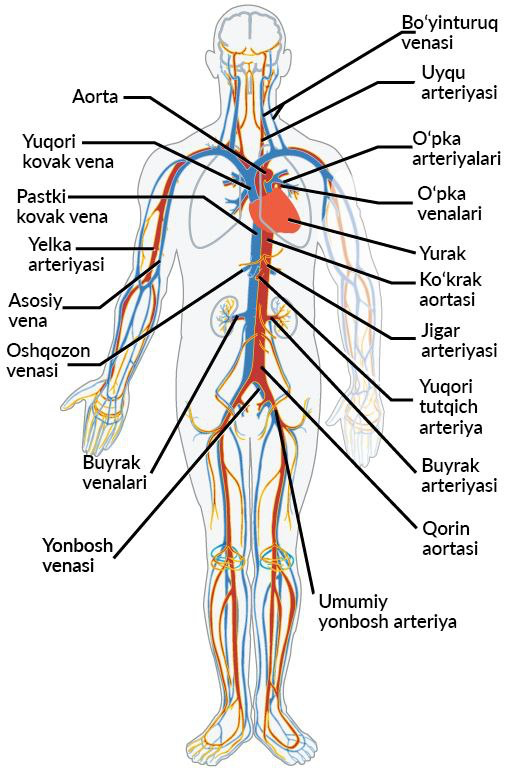 Bo‘yinturuq
venasi
Uyqu
arteriyasi
Aorta
Yuqori
kovak vena
O‘pka
arteriyalari
Pastki
kovak vena
O‘pka
venalari
Yelka
arteriyasi
Yurak
Ko‘krak
aortasi
Asosiy
vena
Jigar
arteriyasi
Oshqozon
venasi
Yuqori
tutqich
arteriya
Buyrak
venalari
Buyrak
arteriyasi
Qorin
aortasi
Yonbosh
venasi
Umumiy
yonbosh arteriya